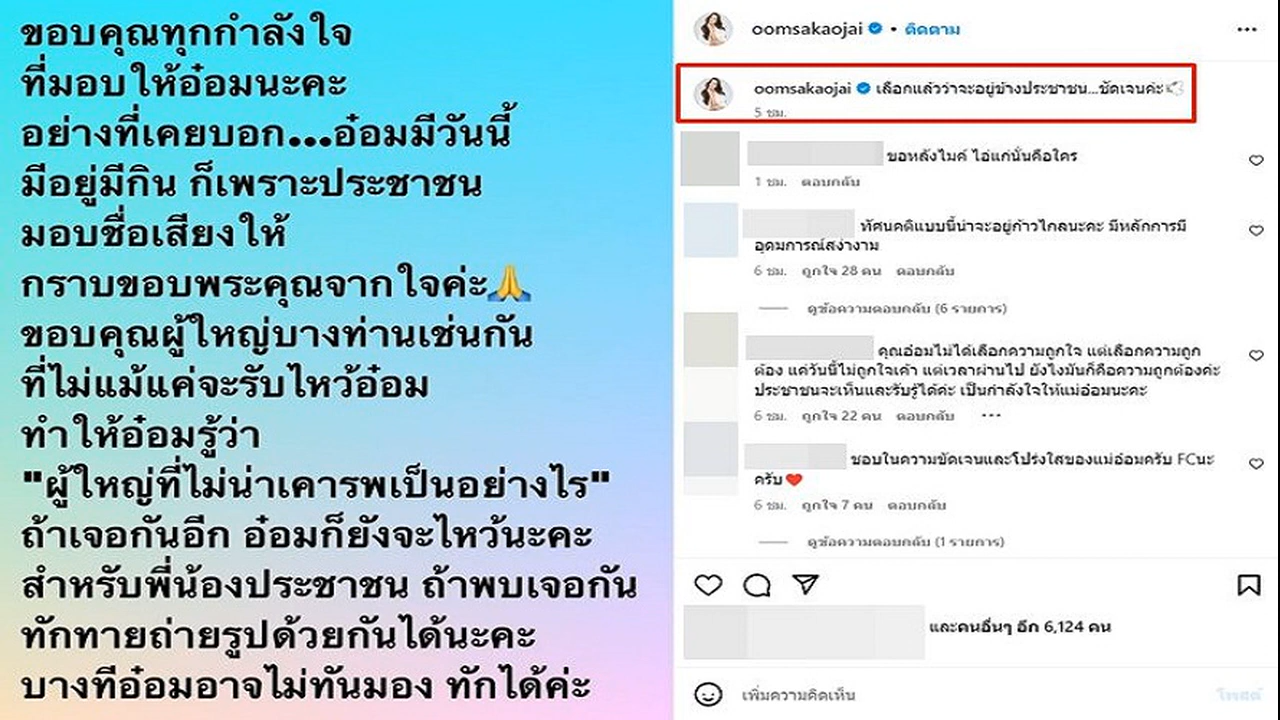 ขอบคุณทุกกำลังใจ
ที่มอบให้อ๋อมนะคะ
อย่างที่เคยบอก...อ๋อมมีวันนี้
มีอยู่มีกิน ก็เพราะประชาชน
มอบชื่อเสียงให้
กราบขอบพระคุณจากใจค่ะ🙏
ขอบคุณผู้ใหญ่บางท่านเช่นกัน
ที่ไม่แม้แค่จะรับไหว้อ๋อม
ทำให้อ๋อมรู้ว่า
"ผู้ใหญ่ที่ไม่น่าเคารพเป็นอย่างไร"
ถ้าเจอกันอีก อ๋อมก็ยังจะไหว้นะคะ
สำหรับพี่น้องประชาชน ถ้าพบเจอกัน
ทักทายถ่ายรูปด้วยกันได้นะคะ
บางทีอ๋อมอาจไม่ทันมอง ทักได้ค่ะ
oomsakaojai • ติดตาม
oomsakaojai เลือกแล้วว่าจะอยู่ข้างประชาชน...ชัดเจนค่ะ
5 ชม.
ขอหลังไมค์ ไอ่แก่นั่นคือใคร
1 ชม. ตอบกลับ
ทัศนคติแบบนี้น่าจะอยู่ก้าวไกลนะคะ มีหลักการมี
อุดมการณ์สง่างาม
6 ชม. ถูกใจ 28 คน ตอบกลับ
ดูข้อความตอบกลับ (6 รายการ)
คุณอ๋อมไม่ได้เลือกความถูกใจ แต่เลือกความถูก
ต้อง แค่วันนี้ไม่ถูกใจเค้า แต่เวลาผ่านไป ยังไงมันก็คือความถูกต้องค่ะ
ประชาชนจะเห็นและรับรู้ได้ค่ะ เป็นกำลังใจให้แม่อ๋อมนะคะ
6 ชม. ถูกใจ 22 คน ตอบกลับ ...
ชอบในความชัดเจนและโปร่งใสของแม่อ๋อมครับ FCนะ
ครับ❤️
6 ชม. ถูกใจ 7 คน ตอบกลับ
ดูข้อความตอบกลับ (1 รายการ)
และคนอื่นๆ อีก 6,124 คน
เพิ่มความคิดเห็น
โพสต์